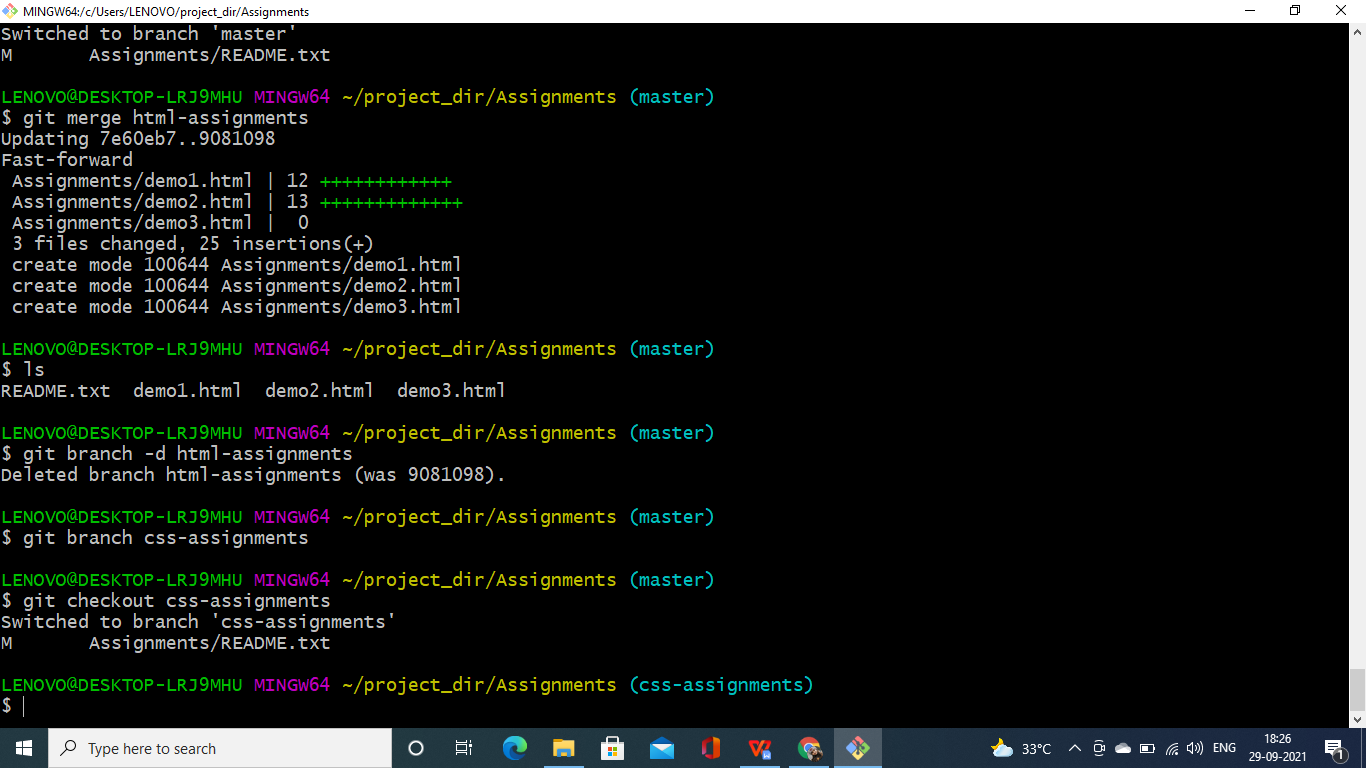 MINGW64:/c/Users/LENOVO/project_dir/Assignments
Switched to branch 'master'
M       Assignments/README.txt
LENOVO@DESKTOP-LRJ9MHU MINGW64 ~/project_dir/Assignments (master)
$ git merge html-assignments
Updating 7e60eb7..9081098
Fast-forward
 Assignments/demo1.html | 12 ++++++++++++
 Assignments/demo2.html | 13 +++++++++++++
 Assignments/demo3.html |  0
 3 files changed, 25 insertions(+)
 create mode 100644 Assignments/demo1.html
 create mode 100644 Assignments/demo2.html
 create mode 100644 Assignments/demo3.html
LENOVO@DESKTOP-LRJ9MHU MINGW64 ~/project_dir/Assignments (master)
$ ls
README.txt  demo1.html  demo2.html  demo3.html
LENOVO@DESKTOP-LRJ9MHU MINGW64 ~/project_dir/Assignments (master)
$ git branch -d html-assignments
Deleted branch html-assignments (was 9081098).
LENOVO@DESKTOP-LRJ9MHU MINGW64 ~/project_dir/Assignments (master)
$ git branch css-assignments
LENOVO@DESKTOP-LRJ9MHU MINGW64 ~/project_dir/Assignments (master)
$ git checkout css-assignments
Switched to branch 'css-assignments'
M       Assignments/README.txt
LENOVO@DESKTOP-LRJ9MHU MINGW64 ~/project_dir/Assignments (css-assignments)
$
Type here to search
33°C
ENG
18:26
29-09-2021
1